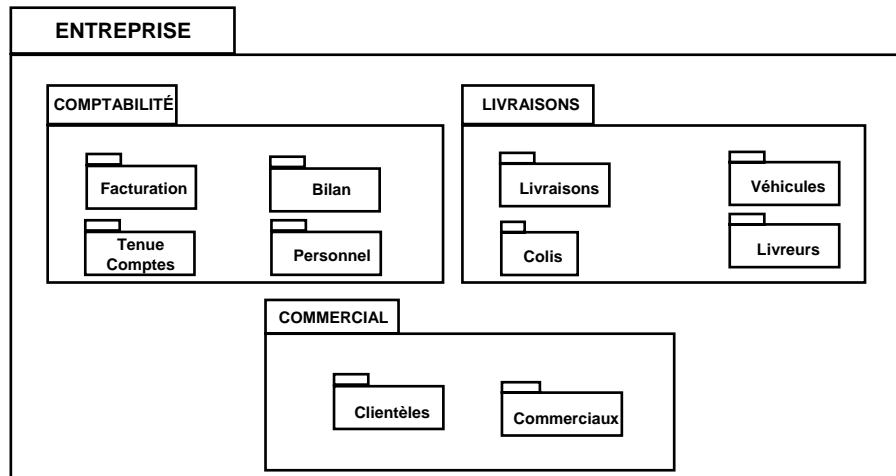 ENTREPRISE
COMPTABILITÉ
Facturation
Bilan
Tenue
Comptes
Personnel
LIVRAISONS
Livraisons
Véhicules
Colis
Livreurs
COMMERCIAL
Clientèles
Commerciaux